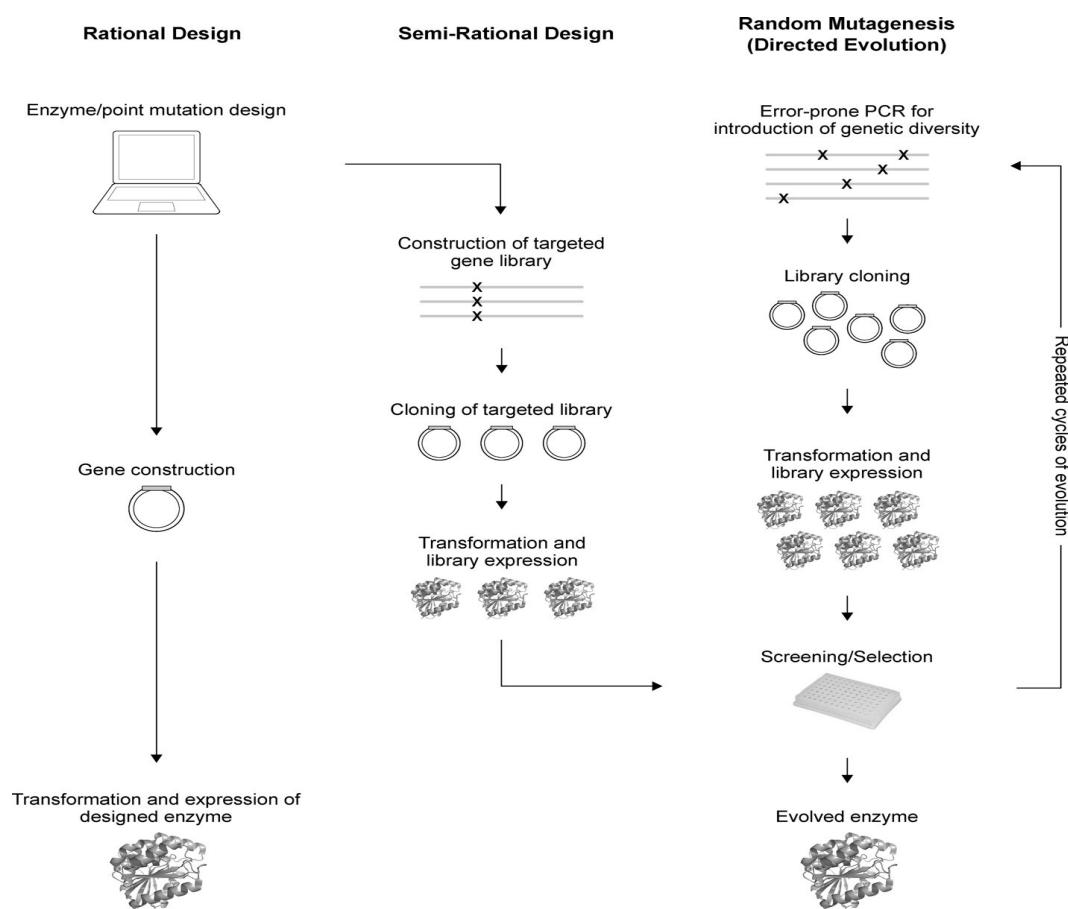 Rational Design
Enzyme/point mutation design
Gene construction
Transformation and expression of
designed enzyme
Semi-Rational Design
Construction of targeted
gene library
X
X
X
Cloning of targeted library
Transformation and
library expression
Random Mutagenesis
(Directed Evolution)
Error-prone PCR for
introduction of genetic diversity
X X
X
X
X
Library cloning
Transformation and
library expression
Screening/Selection
Evolved enzyme
Repeated cycles of evolution